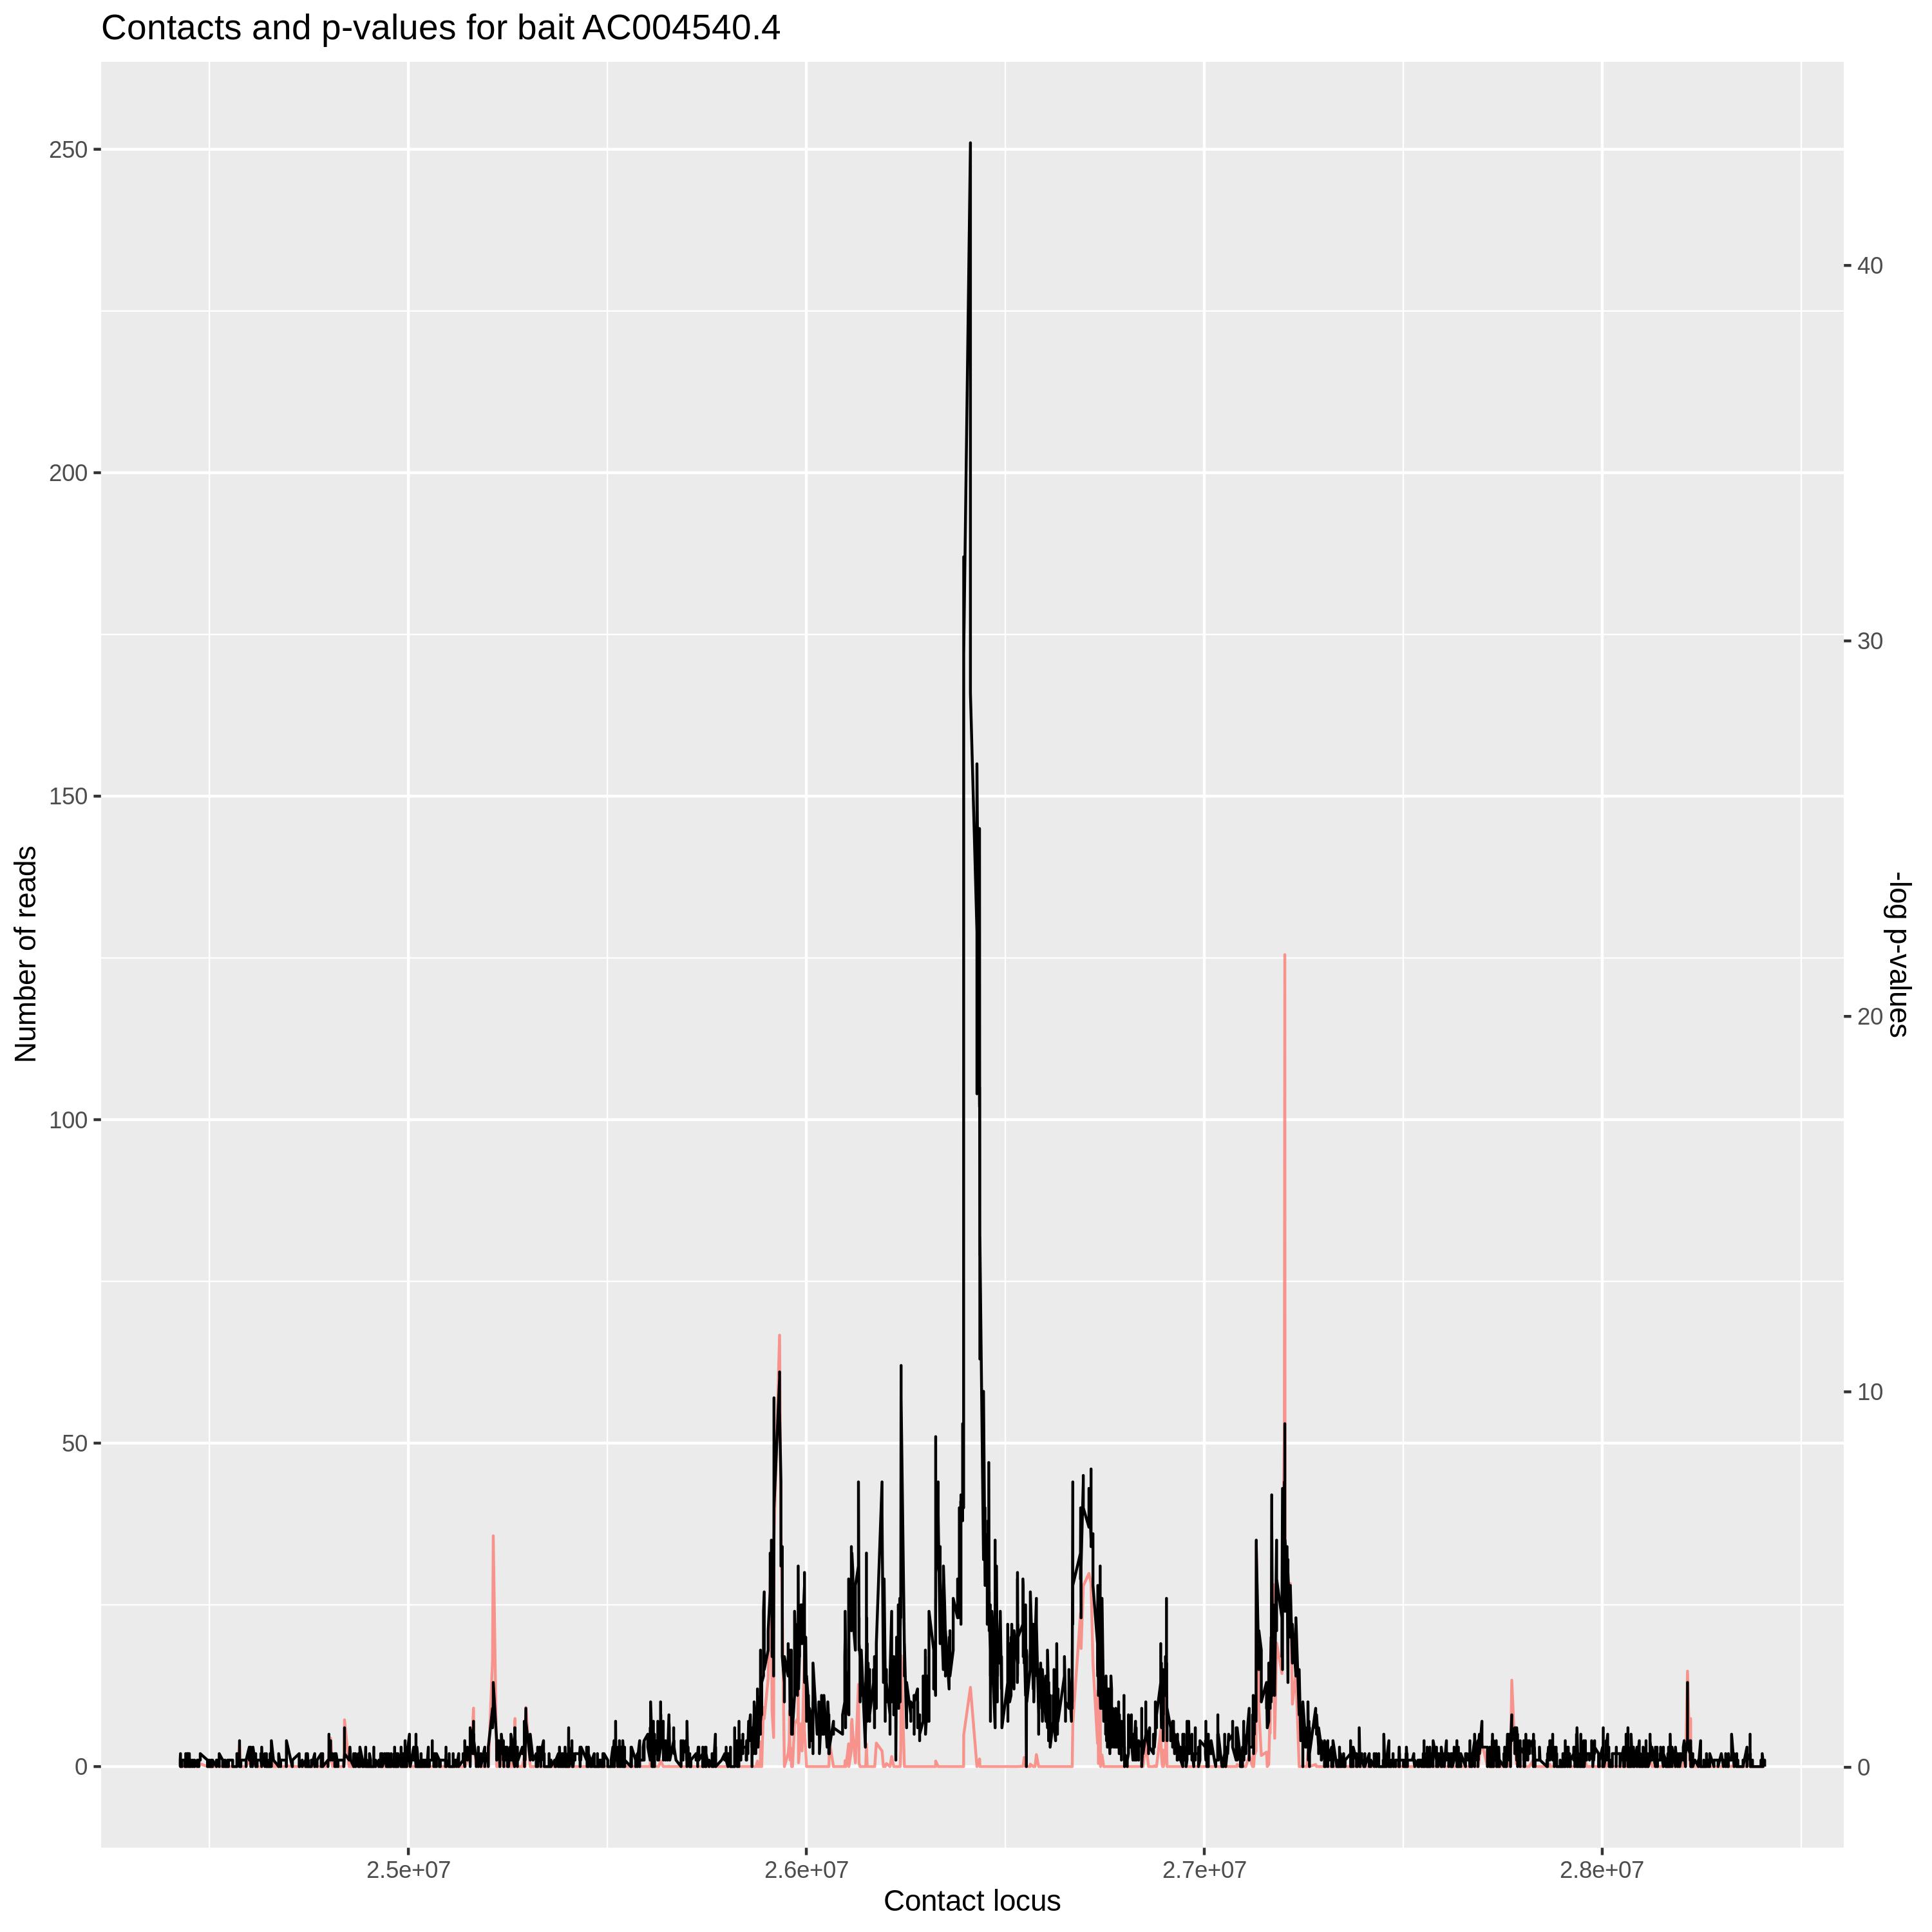 Contacts and p-values for bait AC004540.4
250
200
150
100
50
0
Number of reads
40
30
20
10
0
-log p-values
2.5e+07 2.6e+07 2.7e+07 2.8e+07
Contact locus